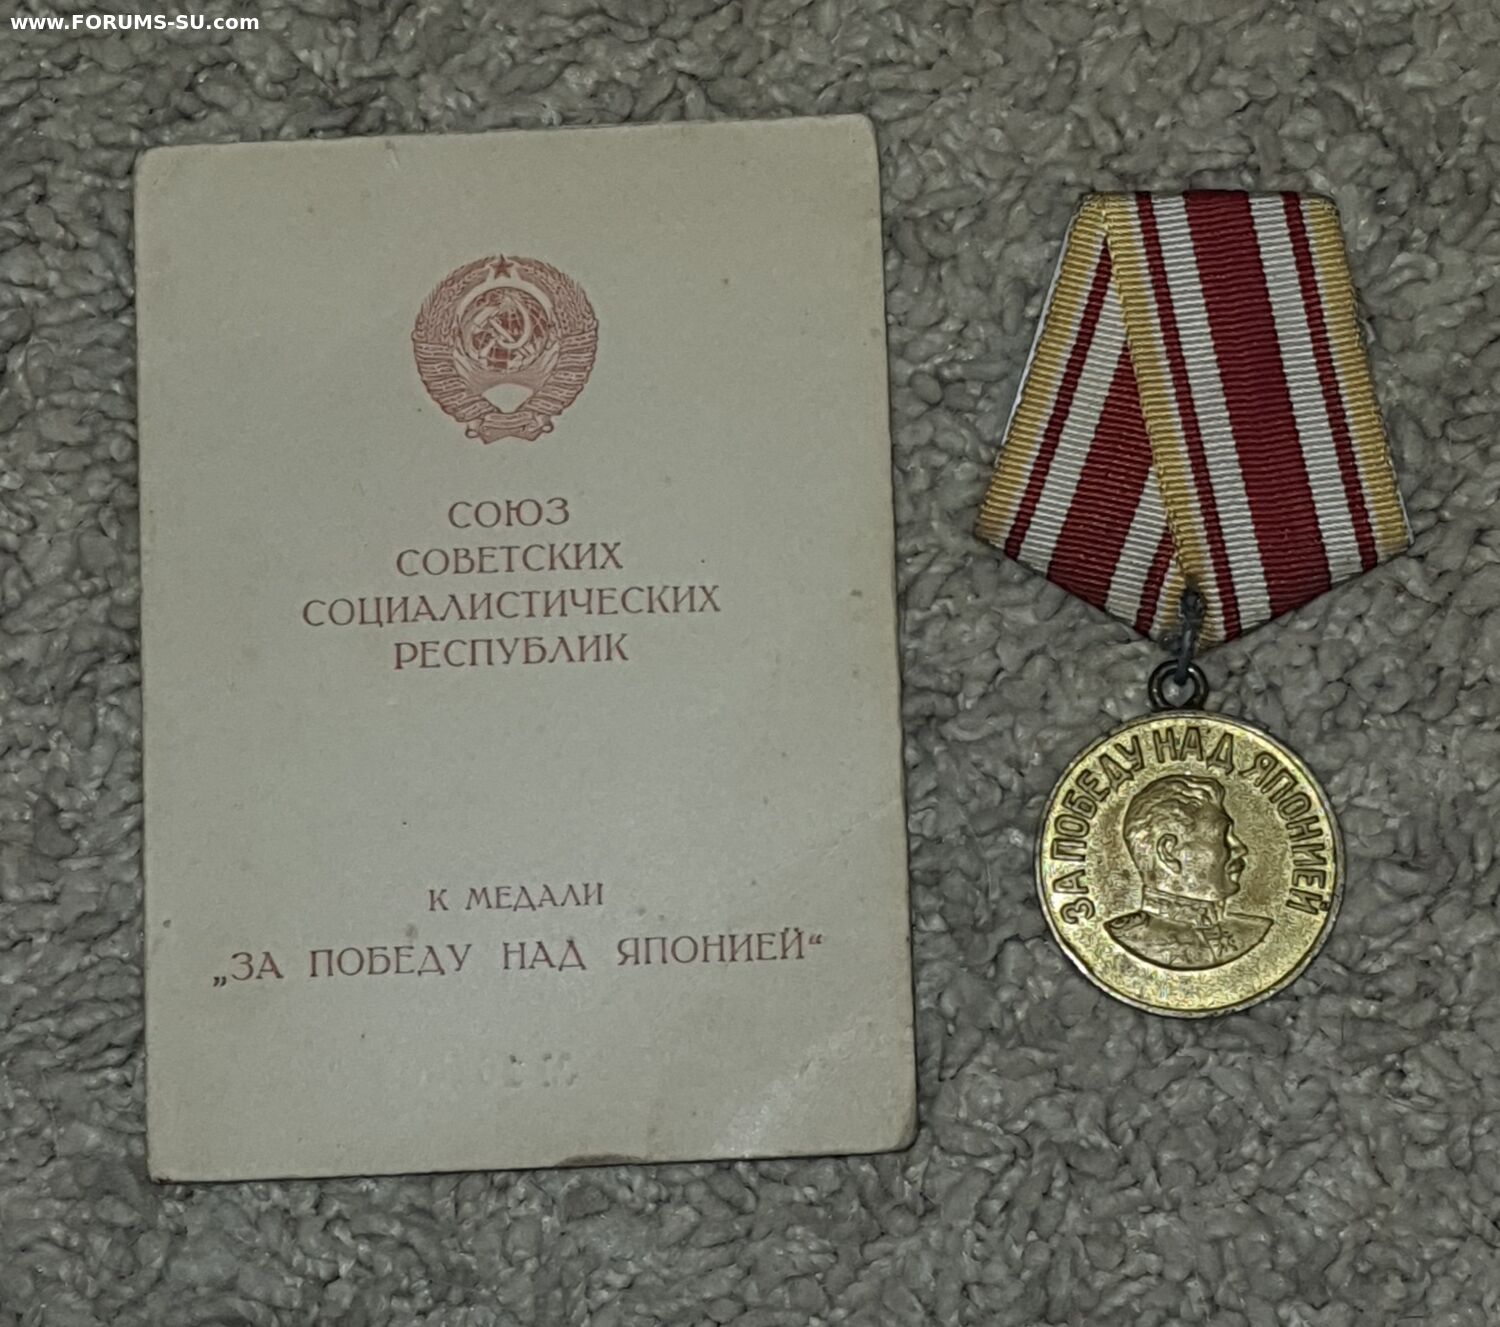 www.FORUMS-SU.com
СОЮЗ
СОВЕТСКИХ
СОЦИАЛИСТИЧЕСКИХ
РЕСПУБЛИК
К МЕДАЛИ
„ЗА ПОБЕДУ НАД ЯПОНИЕЙ“
ЗА ПОБЕДУ НАД ЯПОНИЕЙ